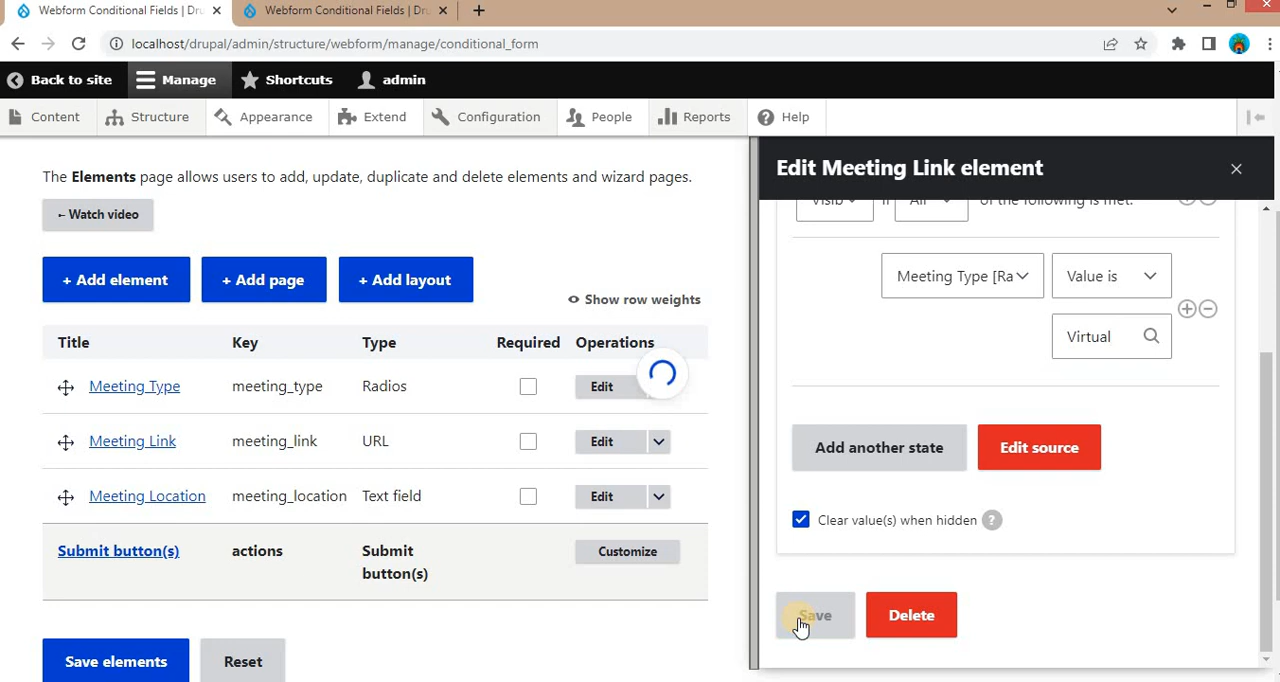 Webform Conditional Fields | Dru
Webform Conditional Fields | Dru
localhost/drupal/admin/structure/webform/manage/conditional_form
Back to site
Manage
Shortcuts
admin
Content
Structure
Appearance
Extend
Configuration
People
Reports
Help
The Elements page allows users to add, update, duplicate and delete elements and wizard pages.
Watch video
+ Add element
+ Add page
+ Add layout
Show row weights
Title Key Type Required Operations
Meeting Type meeting_type Radios Edit
Meeting Link meeting_link URL Edit
Meeting Location meeting_location Text field Edit
Submit button(s) actions Submit button(s) Customize
Save elements
Reset
Edit Meeting Link element
Visib if All of the following is met:
Meeting Type [Ra Value is
Virtual
Add another state
Edit source
Clear value(s) when hidden ?
Save
Delete